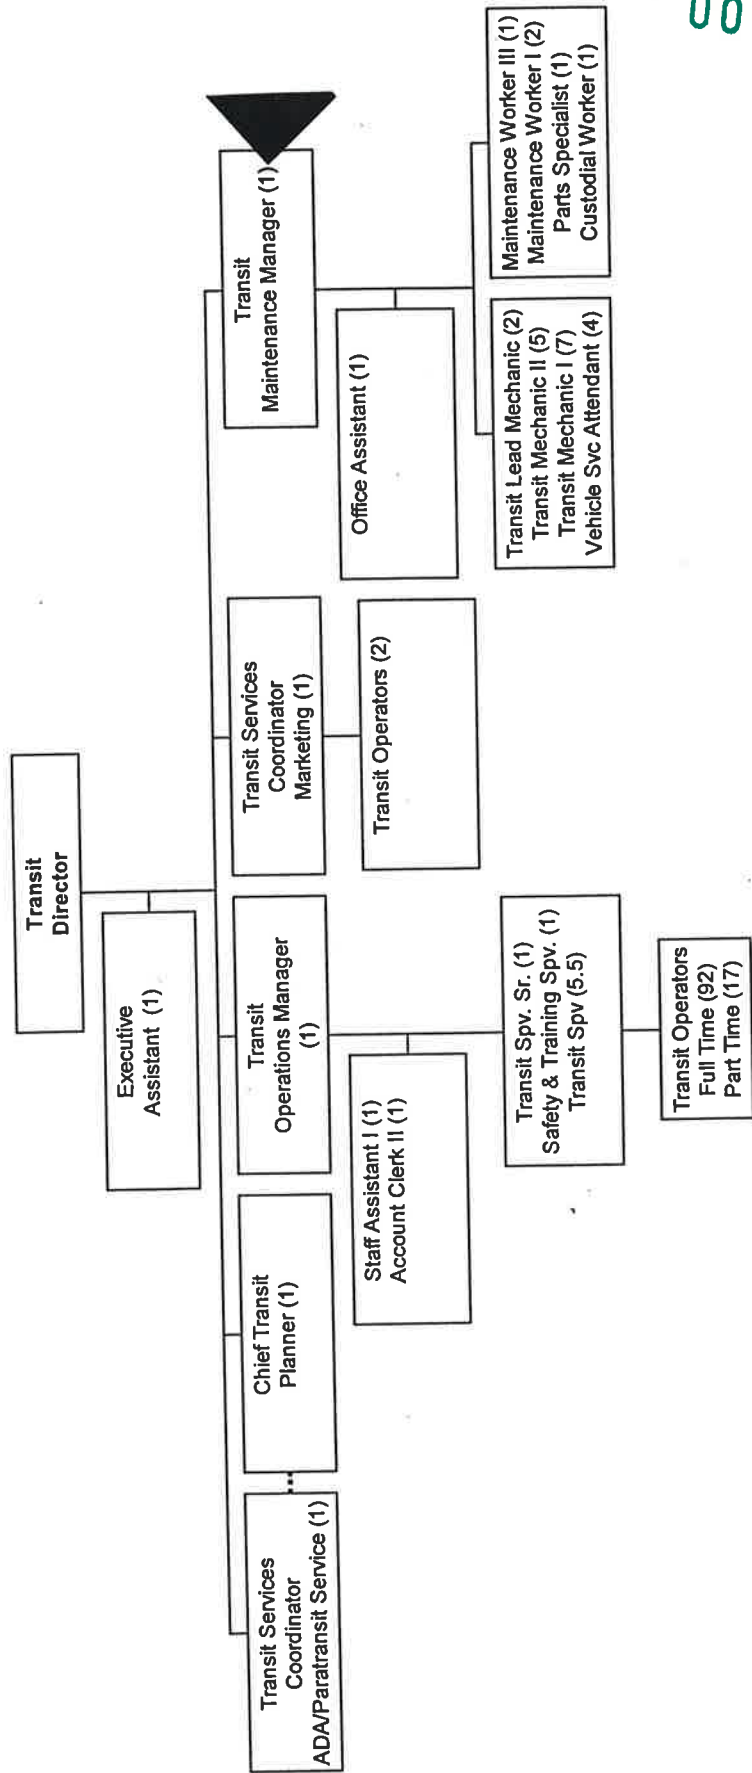 Transit
Director
Executive
Assistant (1)
Transit Services
Coordinator
ADA/Paratransit Service (1)
Chief Transit
Planner (1)
Transit
Operations Manager
(1)
Transit Services
Coordinator
Marketing (1)
Transit
Maintenance Manager (1)
Staff Assistant I (1)
Account Clerk II (1)
Transit Spv. Sr. (1)
Safety & Training Spv. (1)
Transit Spv (5.5)
Transit Operators
Full Time (92)
Part Time (17)
Transit Operators (2)
Office Assistant (1)
Transit Lead Mechanic (2)
Transit Mechanic II (5)
Transit Mechanic I (7)
Vehicle Svc Attendant (4)
Maintenance Worker III (1)
Maintenance Worker I (2)
Parts Specialist (1)
Custodial Worker (1)